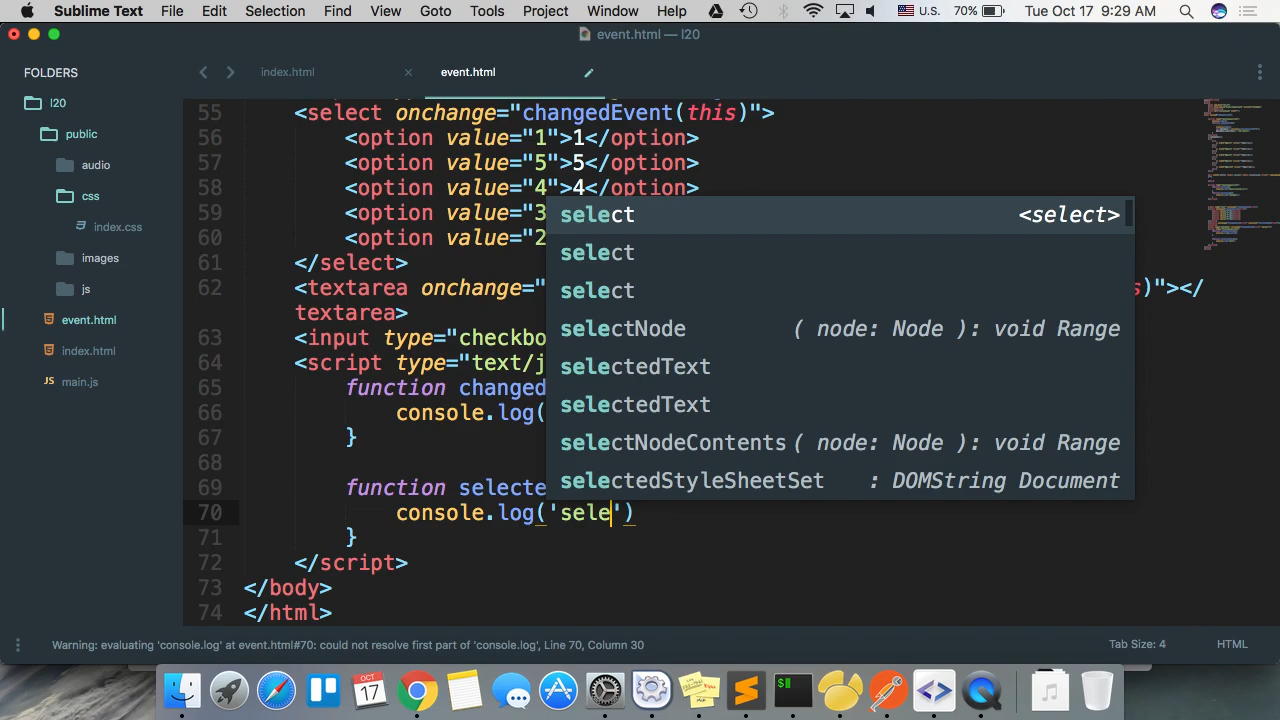 Sublime Text File Edit Selection Find View Goto Tools Project Window Help U.S. 70% Tue Oct 17 9:29 AM
event.html — l20
FOLDERS
l20
public
audio
css
index.css
images
js
event.html
index.html
JS main.js
index.html
event.html
55 <select onchange="changedEvent(this)">
56 <option value="1">1</option>
57 <option value="5">5</option>
58 <option value="4">4</option>
59 <option value="3
60 <option value="2
61 </select>
62 <textarea onchange=" s)"></
textarea>
63 <input type="checkbo
64 <script type="text/j
65 function changed
66 console.log(
67 }
68
69 function selecte
70 console.log('sele')
71 }
72 </script>
73 </body>
74 </html>
select <select>
select
select
selectNode ( node: Node ): void Range
selectedText
selectedText
selectNodeContents ( node: Node ): void Range
selectedStyleSheetSet : DOMString Document
Warning: evaluating 'console.log' at event.html#70: could not resolve first part of 'console.log', Line 70, Column 30 Tab Size: 4 HTML
OCT
17
$